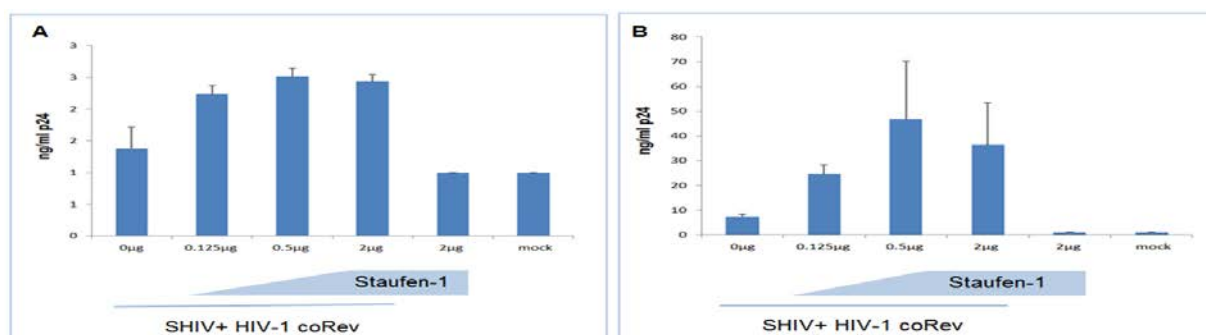 A
ng/ml p24
3
3
2
2
1
1
0
0µg 0.125µg 0.5µg 2µg 2µg mock
Staufen-1
SHIV+ HIV-1 coRev
B
ng/ml p24
80
70
60
50
40
30
20
10
0
0µg 0.125µg 0.5µg 2µg 2µg mock
Staufen-1
SHIV+ HIV-1 coRev